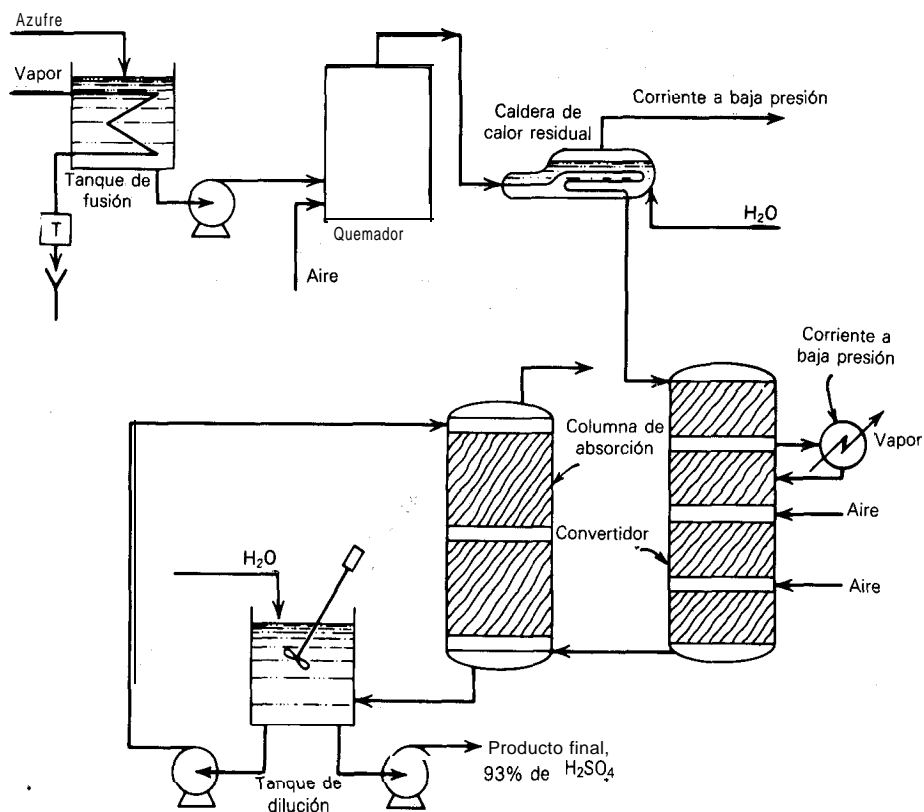 Azufre
Vapor
Tanque de
fusión
T
Quemador
Aire
Caldera de
calor residual
Corriente a baja presión
H₂O
Corriente a
baja presión
Vapor
Aire
Aire
Columna de
absorción
Convertidor
H₂O
Producto final,
93% de H₂SO₄
Tanque de
dilución